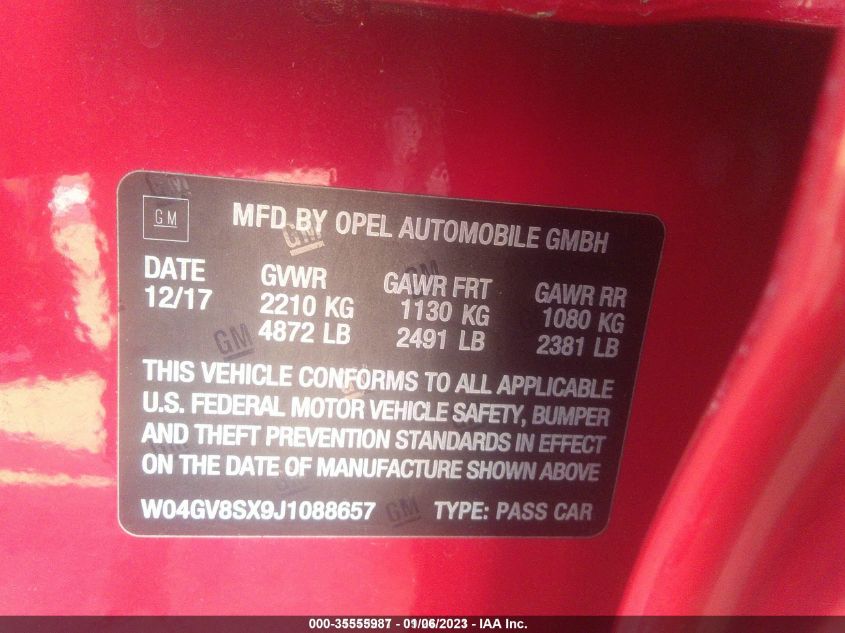 GM
MFD BY OPEL AUTOMOBILE GMBH
DATE GVWR GAWR FRT GAWR RR
12/17 2210 KG 1130 KG 1080 KG
4872 LB 2491 LB 2381 LB
THIS VEHICLE CONFORMS TO ALL APPLICABLE
U.S. FEDERAL MOTOR VEHICLE SAFETY, BUMPER
AND THEFT PREVENTION STANDARDS IN EFFECT
ON THE DATE OF MANUFACTURE SHOWN ABOVE
W04GV8SX9J1088657 TYPE: PASS CAR
000-35555987 - 01/06/2023 - IAA Inc.